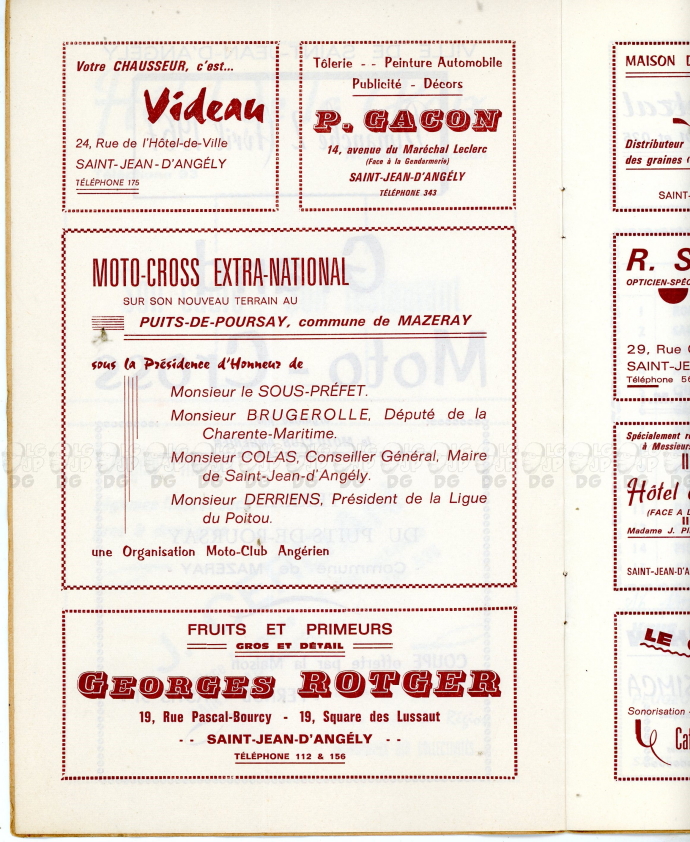 Votre CHAUSSEUR, c'est...
Videau
24, Rue de l'Hôtel-de-Ville
SAINT-JEAN-D'ANGÉLY
TÉLÉPHONE 175
Tôlerie - - Peinture Automobile
Publicité - Décors
P. GACON
14, avenue du Maréchal Leclerc
(Face à la Gendarmerie)
SAINT-JEAN-D'ANGÉLY
TÉLÉPHONE 343
MOTO-CROSS EXTRA-NATIONAL
SUR SON NOUVEAU TERRAIN AU
PUITS-DE-POURSAY, commune de MAZERAY
sous la Présidence d'Honneur de
Monsieur le SOUS-PRÉFET.
Monsieur BRUGEROLLE, Député de la
Charente-Maritime.
Monsieur COLAS, Conseiller Général, Maire
de Saint-Jean-d'Angély.
Monsieur DERRIENS, Président de la Ligue
du Poitou.
une Organisation Moto-Club Angérien
FRUITS ET PRIMEURS
GROS ET DÉTAIL
GEORGES ROTGER
19, Rue Pascal-Bourcy - 19, Square des Lussaut
- - SAINT-JEAN-D'ANGÉLY - -
TÉLÉPHONE 112 & 156
MAISON
Distributeur
des graines
SAINT-
R.
OPTICIEN-SPÉC
29, Rue
SAINT-JE
Téléphone
Spécialement
à Messieurs
Hôtel
(FACE A
Madame J.
SAINT-JEAN-D'A
LE
Sonorisation